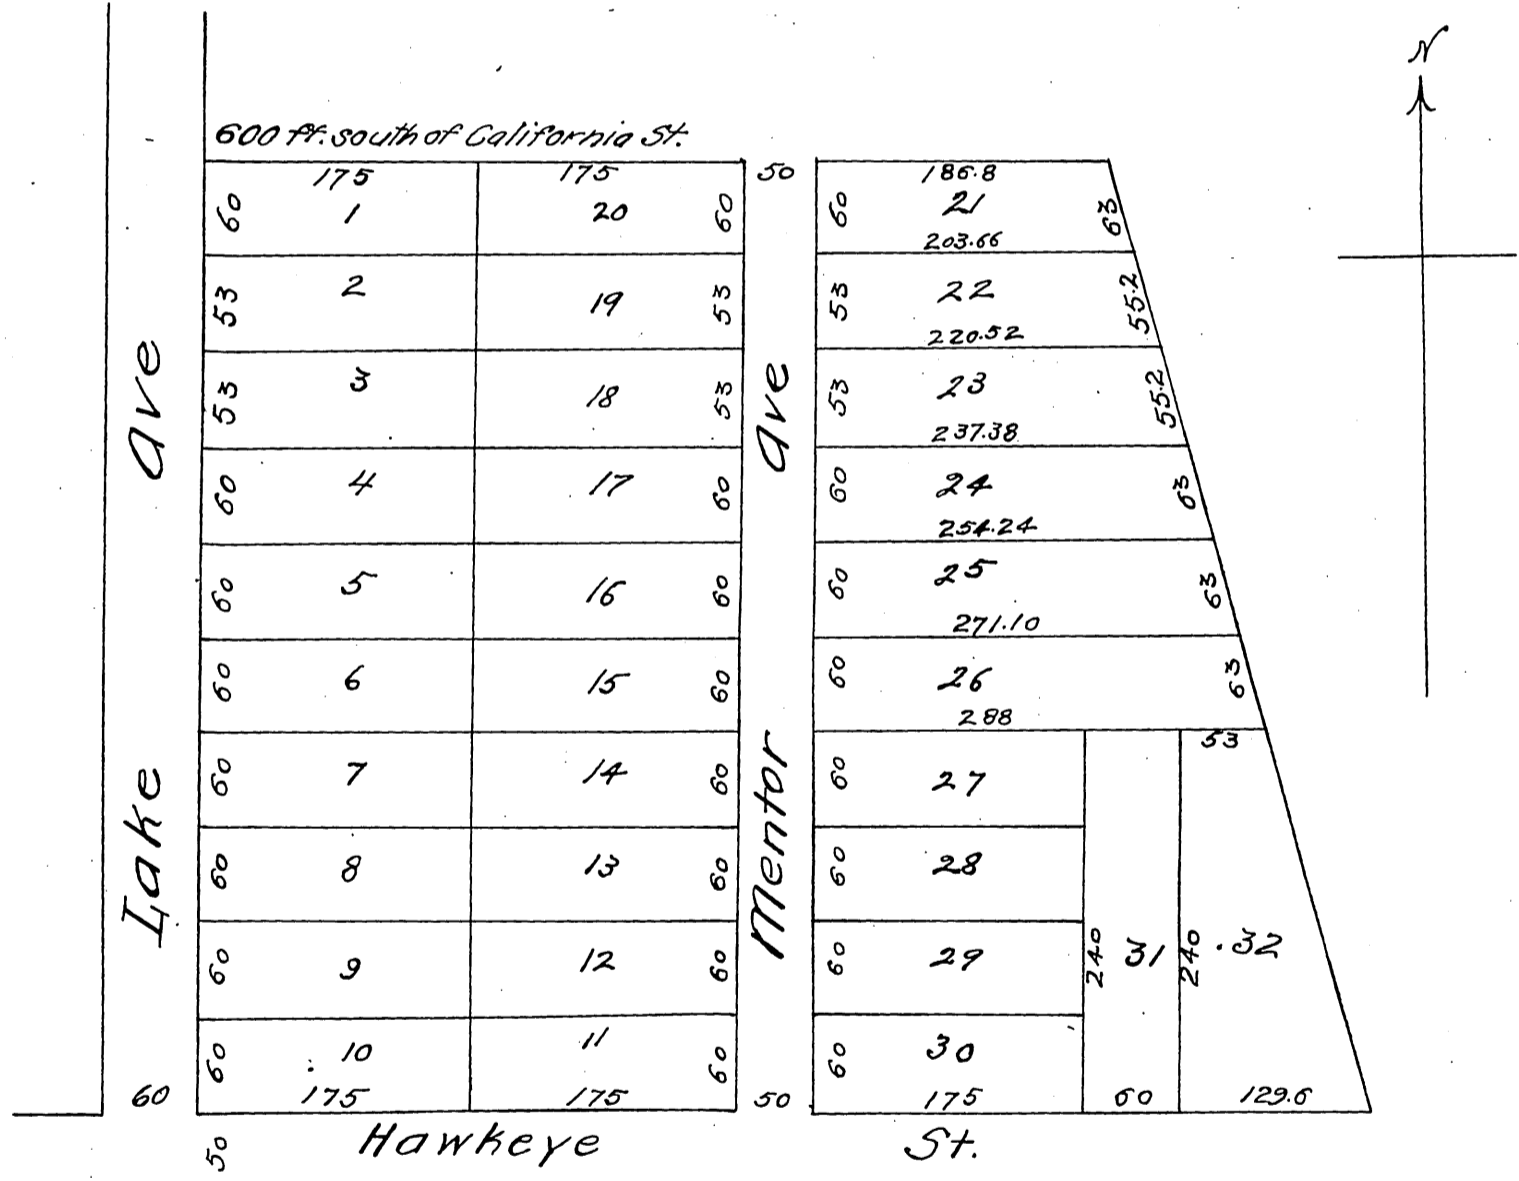 N
600 ft. south of California St.
175 175 50 186.8
60 1 20 60 60 21 63
203.66
53 2 19 53 53 22 55.2
220.52
53 3 18 53 53 23 55.2
237.38
60 4 17 60 60 24 63
254.24
60 5 16 60 60 25 63
271.10
60 6 15 60 60 26 63
288
53
60 7 14 60 60 27
60 8 13 60 60 28
60 9 12 60 60 29 240 31 240 32
60 10 11 60 60 30
60 175 175 50 175 60 129.6
Lake Ave
Mentor Ave
50 Hawkeye St.